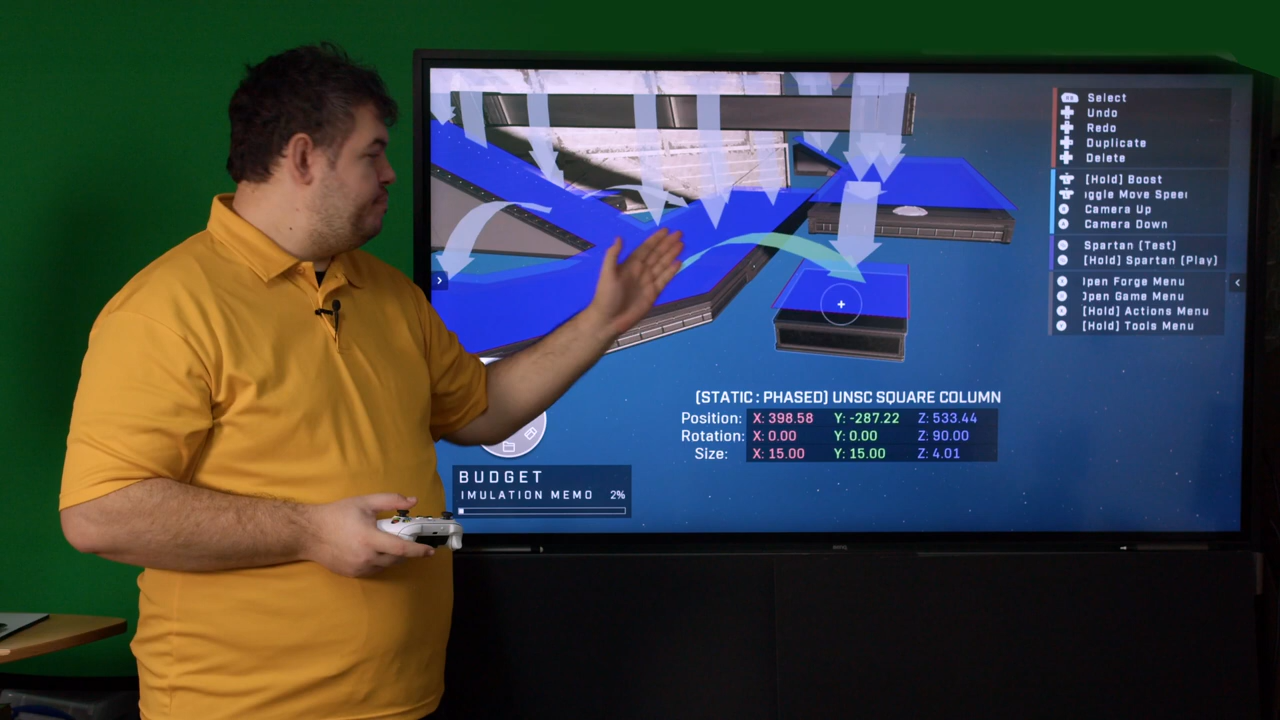 Select
Undo
Redo
Duplicate
Delete
[Hold] Boost
iggle Move Speei
Camera Up
Camera Down
Spartan (Test)
[Hold] Spartan (Play)
Ipen Forge Menu
Open Game Menu
[Hold] Actions Menu
[Hold] Tools Menu
[STATIC : PHASED] UNSC SQUARE COLUMN
Position: X: 398.58 Y: -287.22 Z: 533.44
Rotation: X: 0.00 Y: 0.00 Z: 90.00
Size: X: 15.00 Y: 15.00 Z: 4.01
BUDGET
IMULATION MEMO 2%